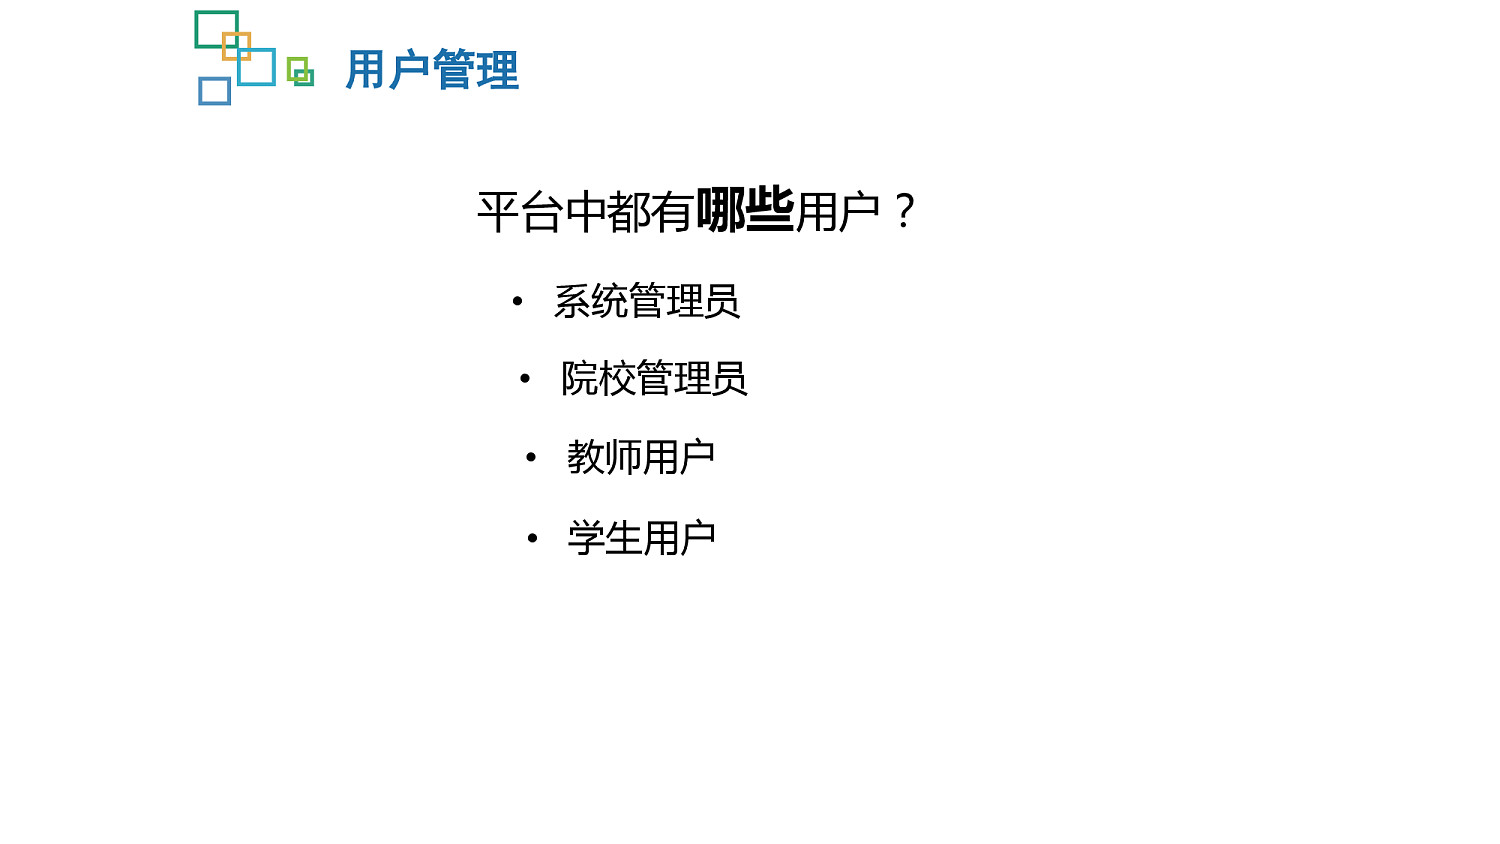 用户管理
平台中都有哪些用户？
• 系统管理员
• 院校管理员
• 教师用户
• 学生用户